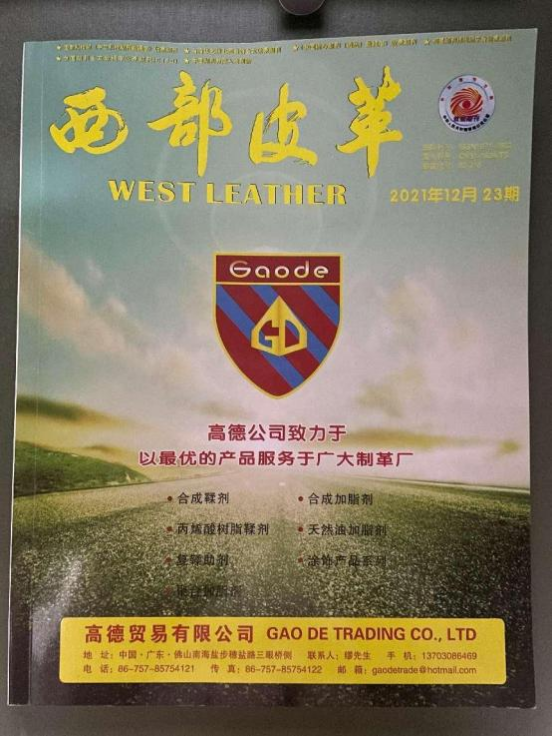 西部皮革
WEST LEATHER
2021年12月 23期
Gaode
GD
高德公司致力于
以最优的产品服务于广大制革厂
• 合成鞣剂
• 合成加脂剂
• 丙烯酸树脂鞣剂
• 天然油加脂剂
• 复鞣助剂
• 涂饰产品系列
高德贸易有限公司 GAO DE TRADING CO., LTD
地 址：中国·广东·佛山南海盐步穗盐路三眼桥侧 联系人：缪先生 手 机：13703086469
电 话：86-757-85754121 传 真：86-757-85754122 邮 箱：gaodetrade@hotmail.com